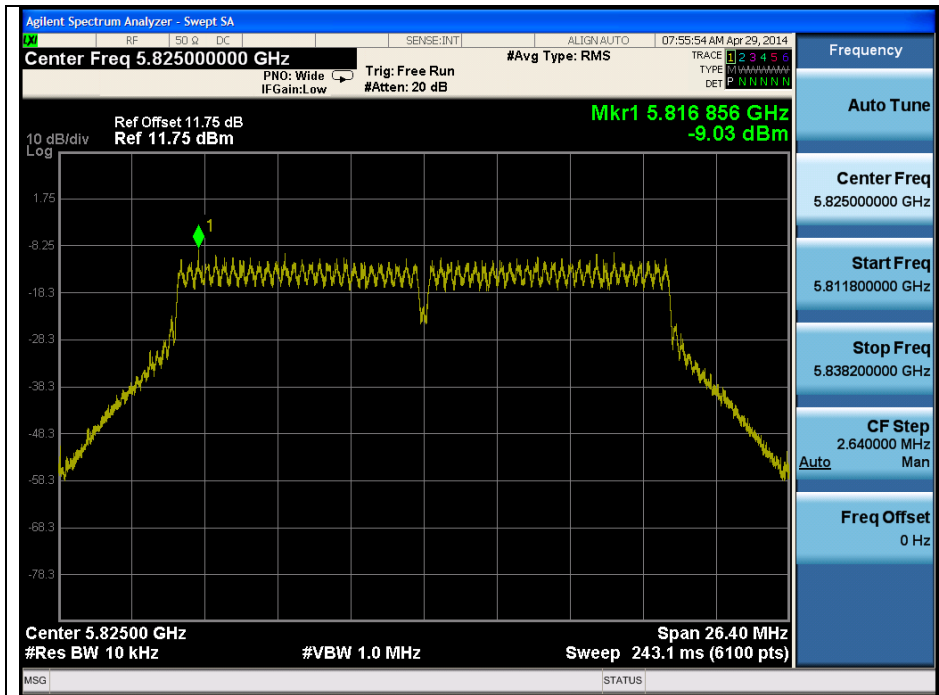 Agilent Spectrum Analyzer - Swept SA
LXI RF 50 Ω DC SENSE:INT ALIGN AUTO 07:55:54 AM Apr 29, 2014
Center Freq 5.825000000 GHz
PNO: Wide
IFGain:Low
Trig: Free Run
#Atten: 20 dB
#Avg Type: RMS
TRACE 1 2 3 4 5 6
TYPE M WWWWW
DET P N N N N N
Ref Offset 11.75 dB
10 dB/div Ref 11.75 dBm
Log
Mkr1 5.816 856 GHz
-9.03 dBm
1
1.75
-8.25
-18.3
-28.3
-38.3
-48.3
-58.3
-68.3
-78.3
Center 5.82500 GHz Span 26.40 MHz
#Res BW 10 kHz #VBW 1.0 MHz Sweep 243.1 ms (6100 pts)
MSG STATUS
Frequency
Auto Tune
Center Freq
5.825000000 GHz
Start Freq
5.811800000 GHz
Stop Freq
5.838200000 GHz
CF Step
2.640000 MHz
Auto Man
Freq Offset
0 Hz